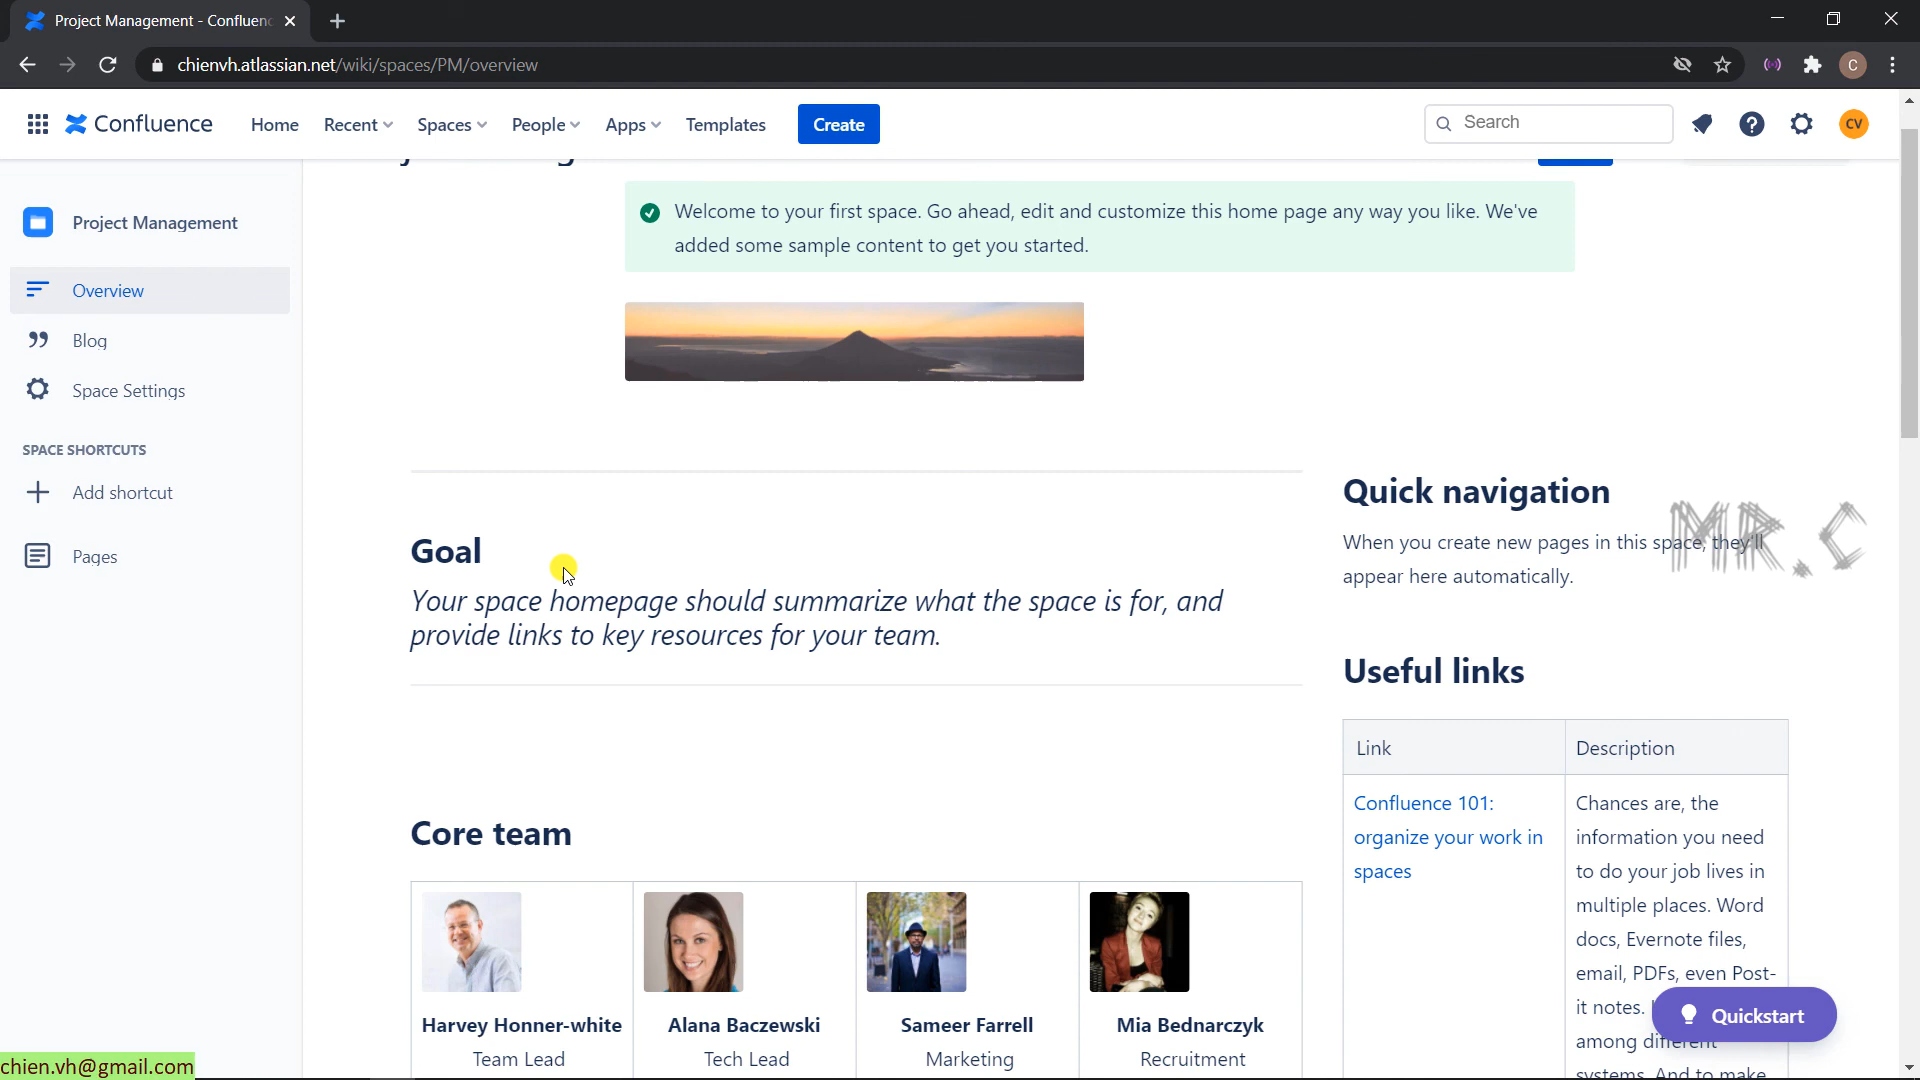 Project Management - Confluenc
chienvh.atlassian.net/wiki/spaces/PM/overview
C
Confluence
Home
Recent
Spaces
People
Apps
Templates
Create
Search
CV
Project Management
Overview
Blog
Space Settings
SPACE SHORTCUTS
Add shortcut
Pages
Welcome to your first space. Go ahead, edit and customize this home page any way you like. We've
added some sample content to get you started.
Goal
Your space homepage should summarize what the space is for, and
provide links to key resources for your team.
Core team
Harvey Honner-white
Team Lead
Alana Baczewski
Tech Lead
Sameer Farrell
Marketing
Mia Bednarczyk
Recruitment
Quick navigation
When you create new pages in this space, they'll
appear here automatically.
MR.C
Useful links
Link
Description
Confluence 101:
organize your work in
spaces
Chances are, the
information you need
to do your job lives in
multiple places. Word
docs, Evernote files,
email, PDFs, even Post-
it notes.
among different
systems. And to make
Quickstart
chien.vh@gmail.com